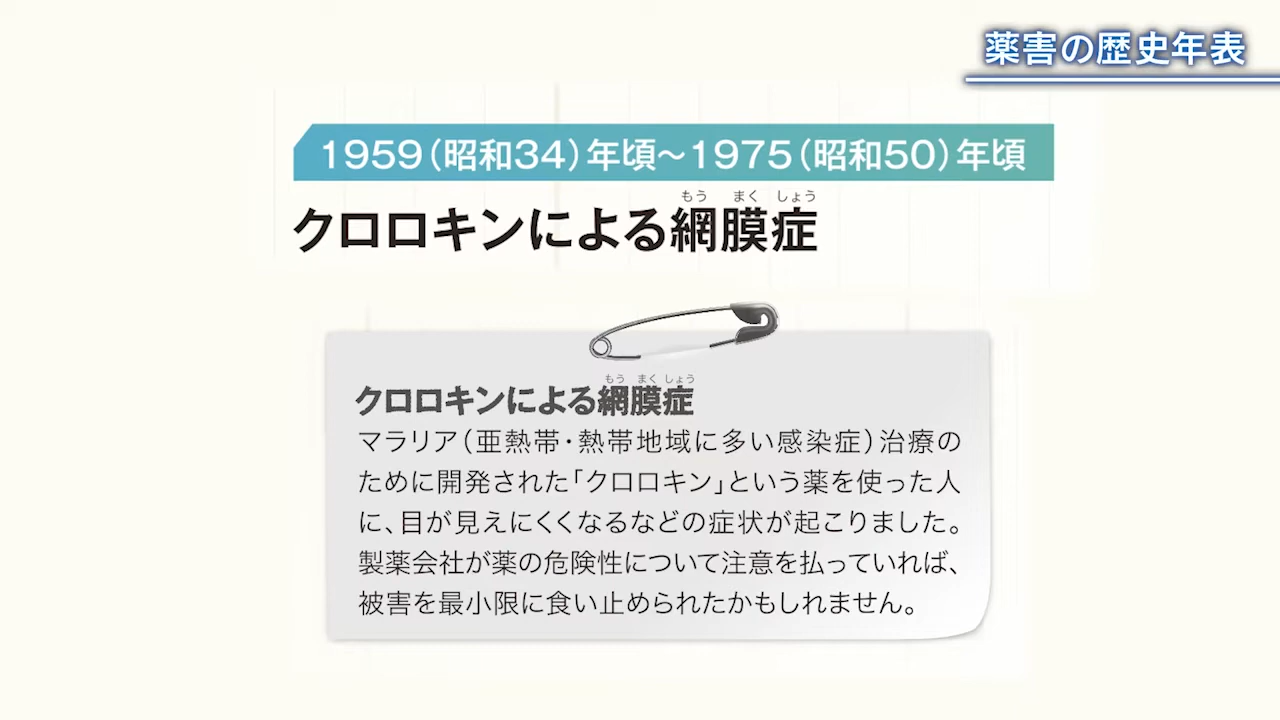 薬害の歴史年表
1959（昭和34）年頃～1975（昭和50）年頃
もう まく しょう
クロロキンによる網膜症
もう まく しょう
クロロキンによる網膜症
マラリア（亜熱帯・熱帯地域に多い感染症）治療の
ために開発された「クロロキン」という薬を使った人
に、目が見えにくくなるなどの症状が起こりました。
製薬会社が薬の危険性について注意を払っていれば、
被害を最小限に食い止められたかもしれません。